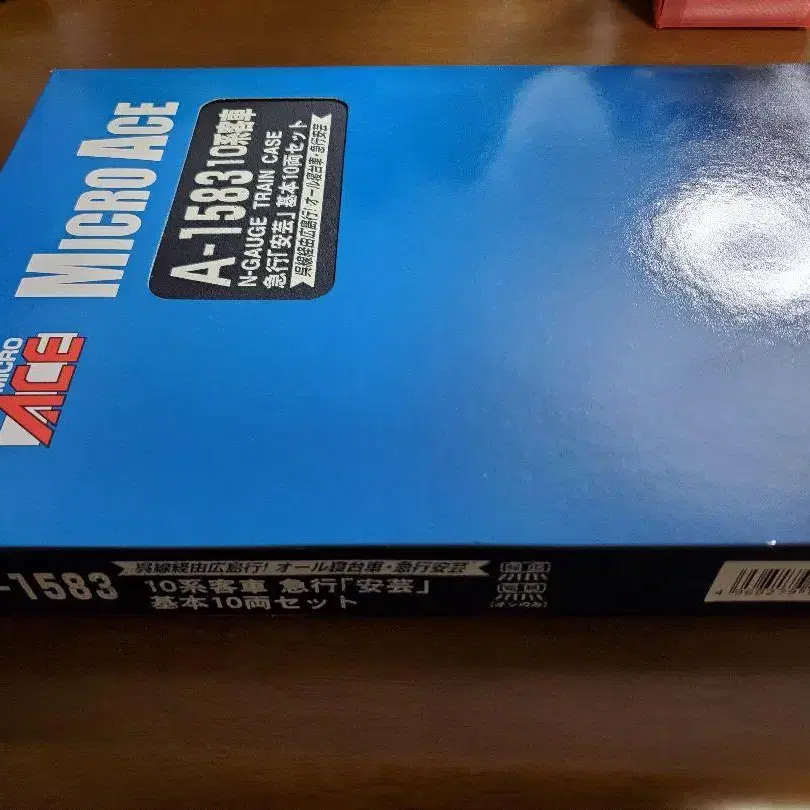 MICRO ACE
A-1583 10系客車
N-GAUGE TRAIN CASE
急行「安芸」 基本10両セット
呉線経由広島行! オール寝台車・急行安芸
MICRO
ACE
-1583
呉線経由広島行! オール寝台車・急行安芸
10系客車 急行「安芸」
基本10両セット